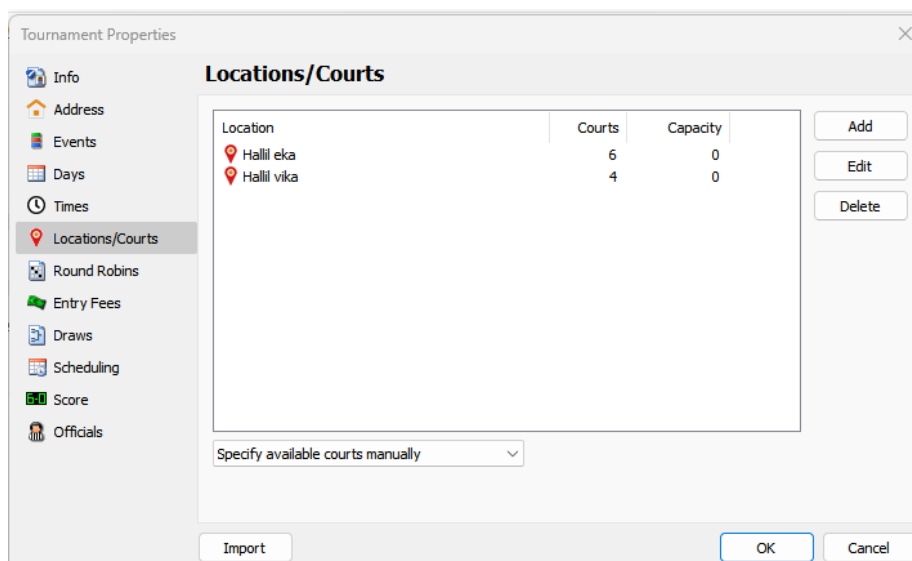 Tournament Properties
Info
Address
Events
Days
Times
Locations/Courts
Round Robins
Entry Fees
Draws
Scheduling
6-0 Score
Officials
Locations/Courts
Location Courts Capacity
Hallil eka 6 0
Hallil vika 4 0
Specify available courts manually
Add
Edit
Delete
Import
OK
Cancel